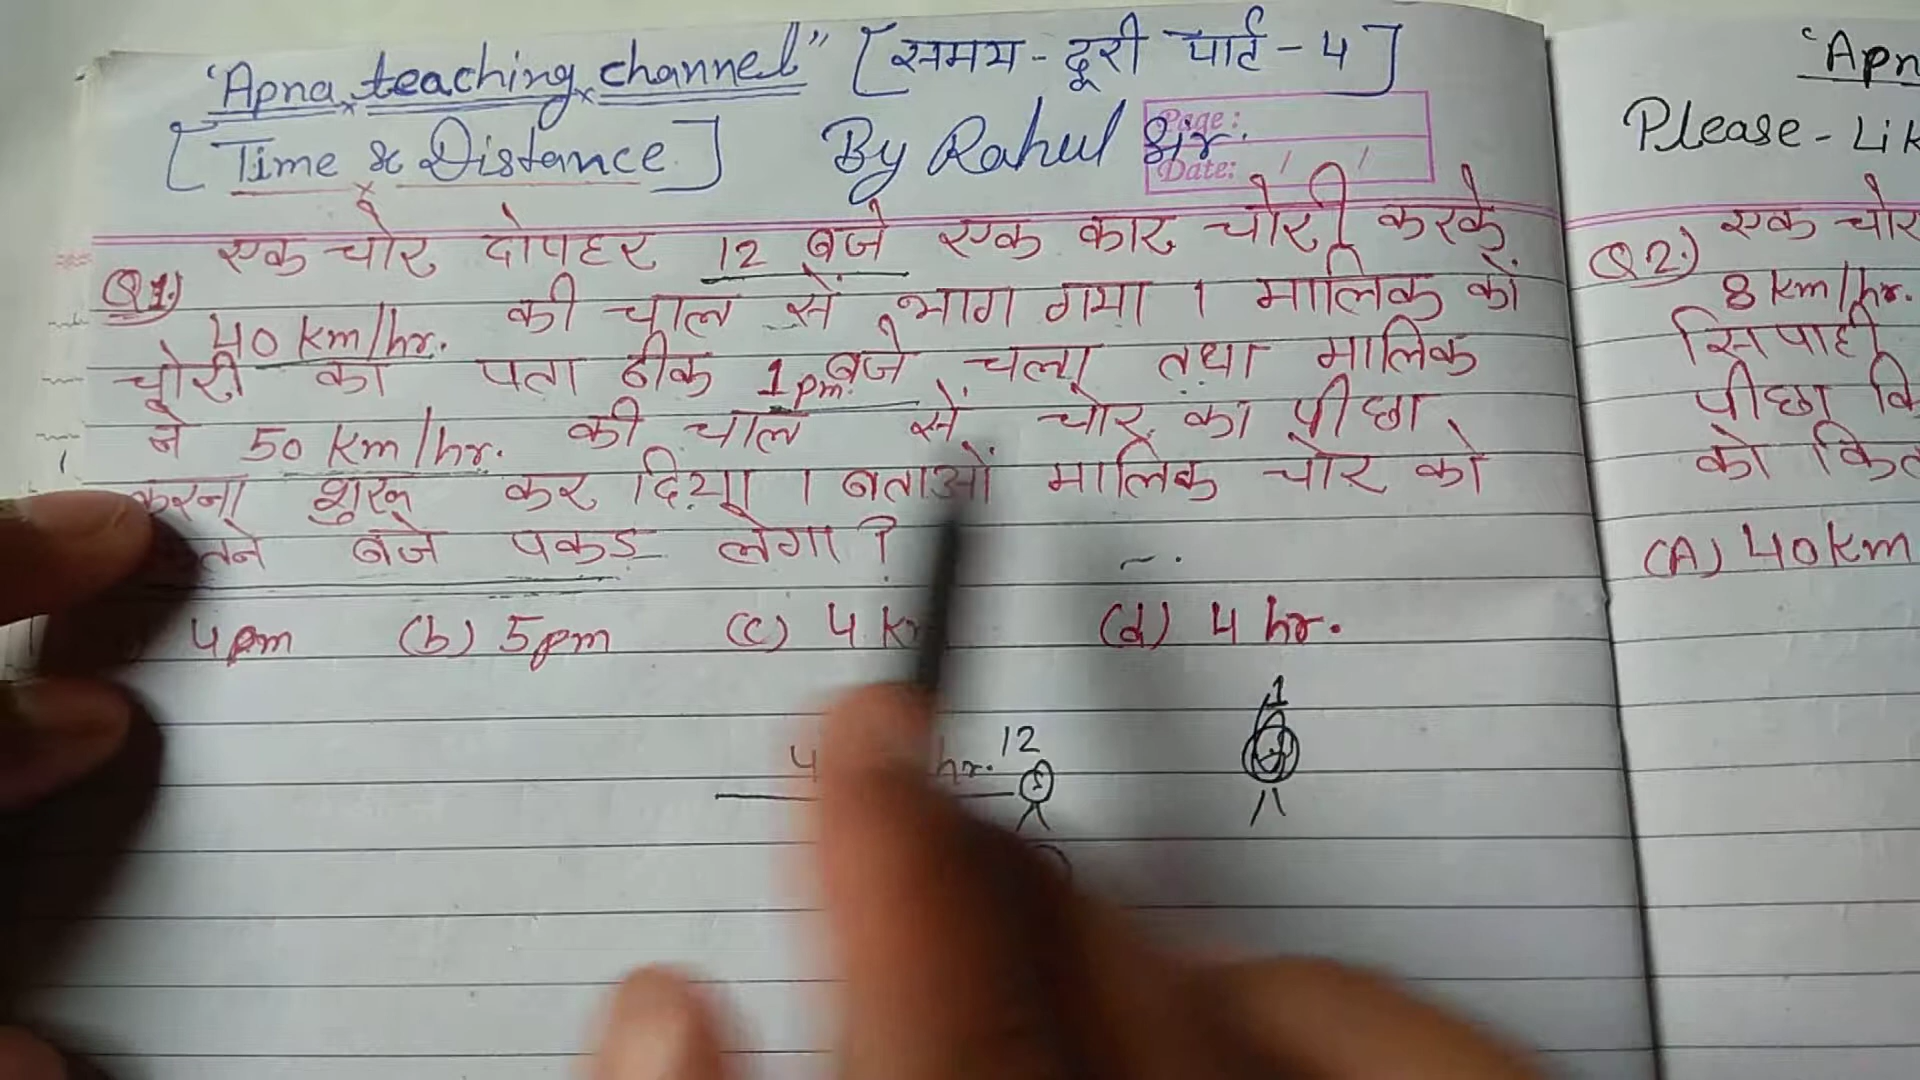 "Apna teaching channel" [समय-दूरी पार्ट-4]
[Time & Distance] By Rahul Sir.
Page:
Date: / /
Q1.) एक चोर दोपहर 12 बजे एक कार चोरी करके
40 km/hr. की चाल से भाग गया । मालिक को
चोरी का पता ठीक 1pm बजे चला तथा मालिक
ने 50 km/hr. की चाल से चोर का पीछा
करना शुरू कर दिया । बताओं मालिक चोर को
बजे पकड़ लेगा ?
4pm (b) 5pm (c) 4 (d) 4 hr.
1
12
hr.
'Apn
Please - Lik
Q2.) एक चोर
8 km/hr.
सिपाही
पीछा
को
(A) 40km